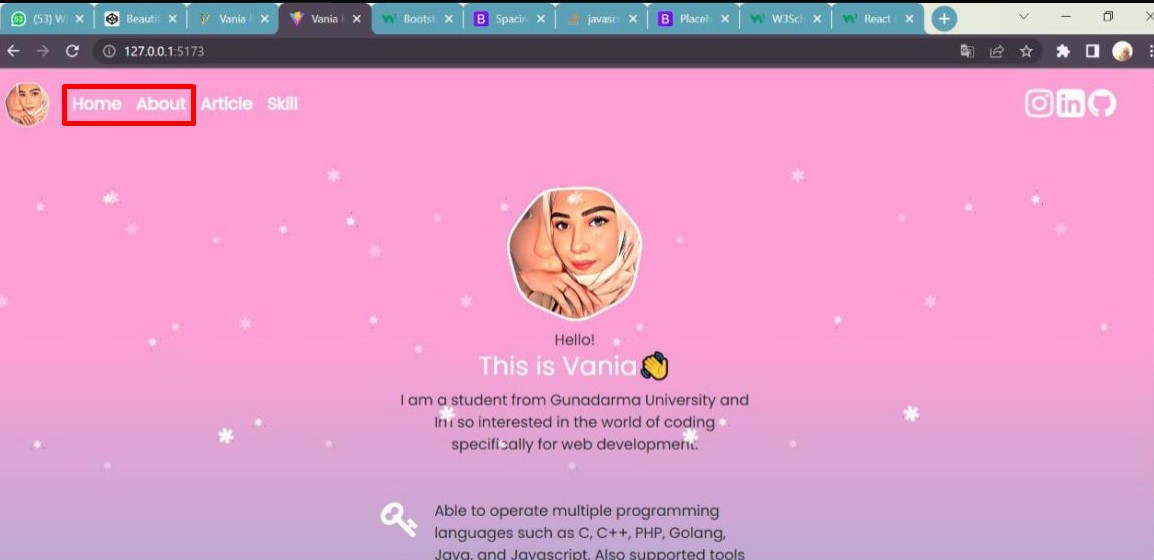 (53) W
Beauti
Vania
Vania
Bootst
Spacin
javasc
Placeh
W3Sch
React
127.0.0.1:5173
Home About Article Skill
Hello!
This is Vania
I am a student from Gunadarma University and
Im so interested in the world of coding
specifically for web development.
Able to operate multiple programming
languages such as C, C++, PHP, Golang,
Java, and Javascript. Also supported tools